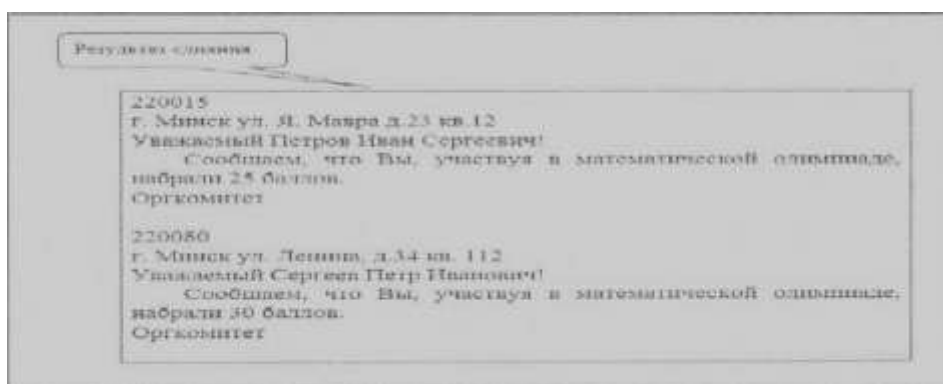 Результат слияния
220015
г. Минск ул. Я. Мавра д.23 кв.12
Уважаемый Петров Иван Сергеевич!
Сообщаем, что Вы, участвуя в математической олимпиаде,
набрали 25 баллов.
Оргкомитет
220080
г. Минск ул. Ленина, д.34 кв. 112
Уважаемый Сергеев Петр Иванович!
Сообщаем, что Вы, участвуя в математической олимпиаде,
набрали 30 баллов.
Оргкомитет